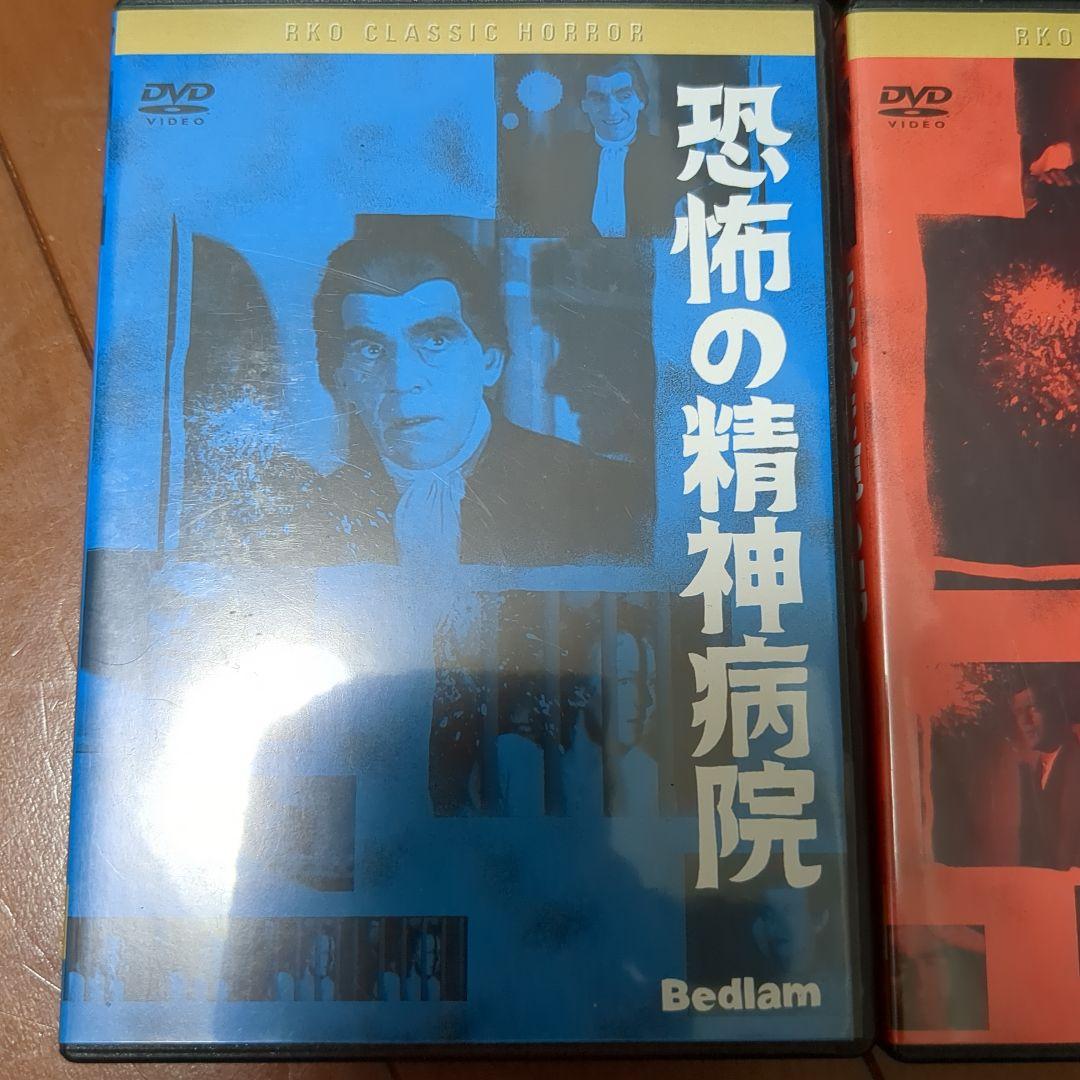 RKO CLASSIC HORROR
DVD
VIDEO
恐怖の精神病院
Bedlam
RKO
DVD
VIDEO